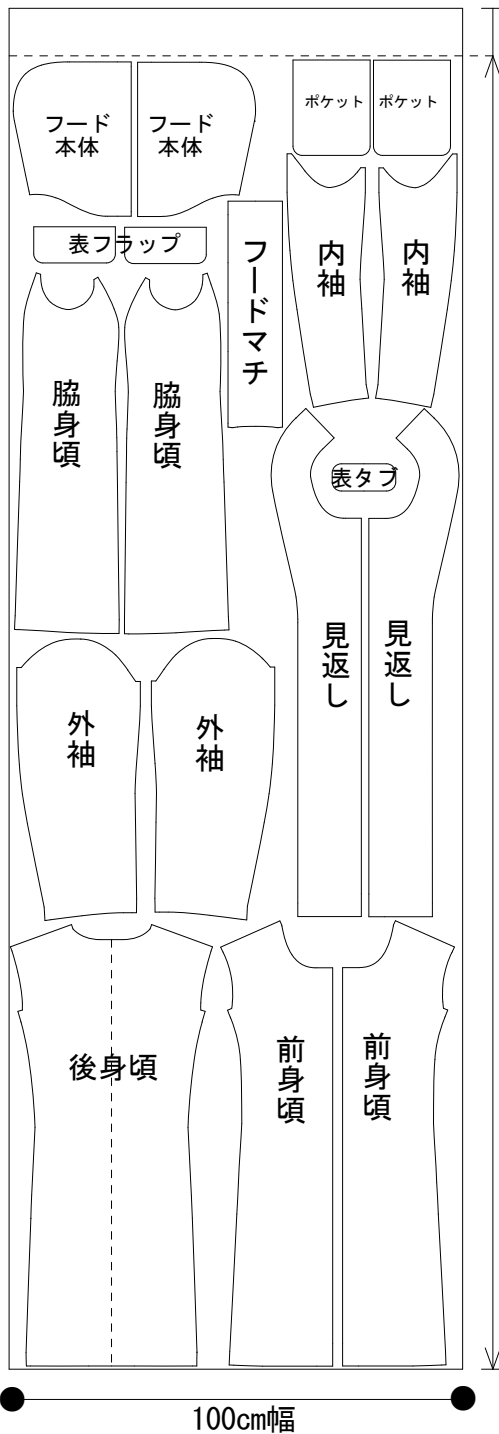 フード
本体
フード
本体
ポケット
ポケット
表フラップ
フードマチ
内袖
内袖
脇身頃
脇身頃
表タブ
見返し
見返し
外袖
外袖
後身頃
前身頃
前身頃
100cm幅